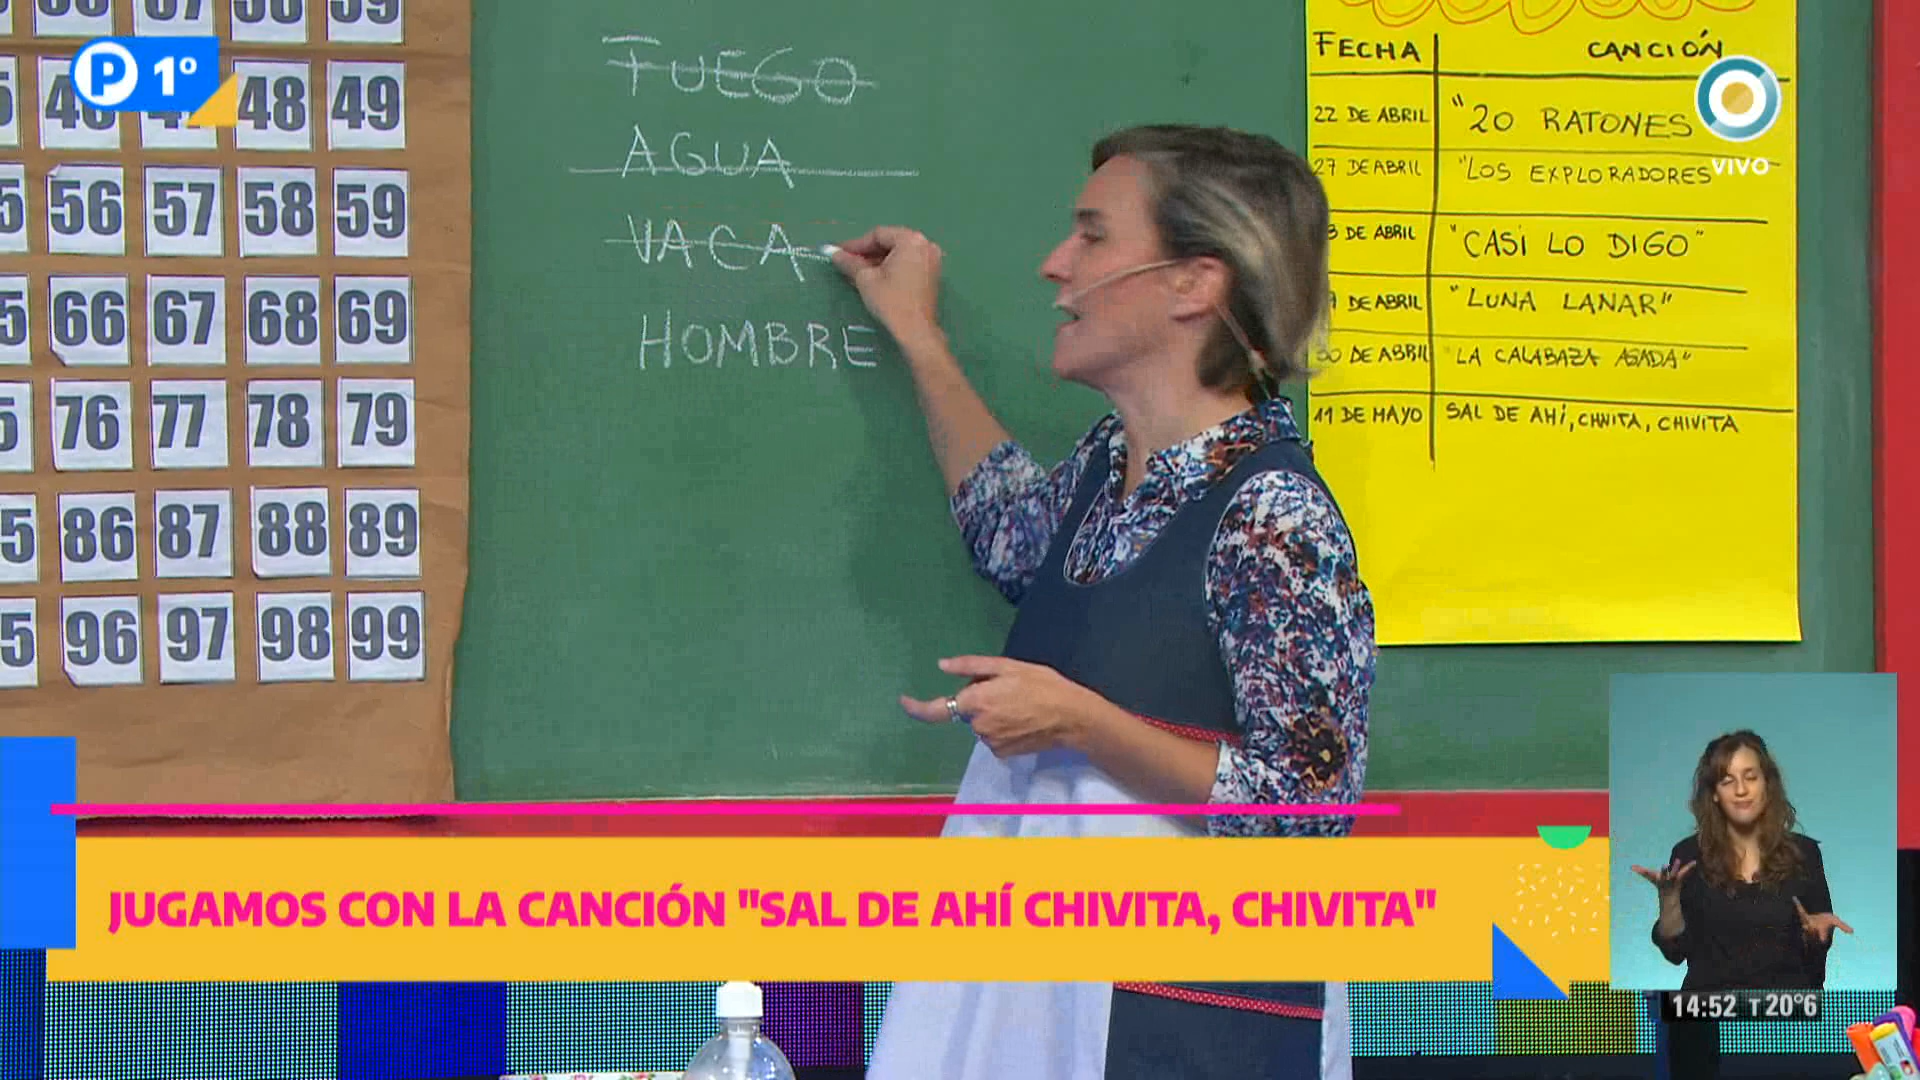 P 1º
48 49
56 57 58 59
66 67 68 69
76 77 78 79
86 87 88 89
96 97 98 99
FUEGO
AGUA
VACA
HOMBRE
FECHA CANCIÓN
22 DE ABRIL "20 RATONES
27 DE ABRIL "LOS EXPLORADORES
DE ABRIL "CASI LO DIGO"
DE ABRIL "LUNA LANAR"
30 DE ABRIL "LA CALABAZA ASADA"
11 DE MAYO SAL DE AHÍ, CHIVITA, CHIVITA
VIVO
JUGAMOS CON LA CANCIÓN "SAL DE AHÍ CHIVITA, CHIVITA"
14:52 T 20º6